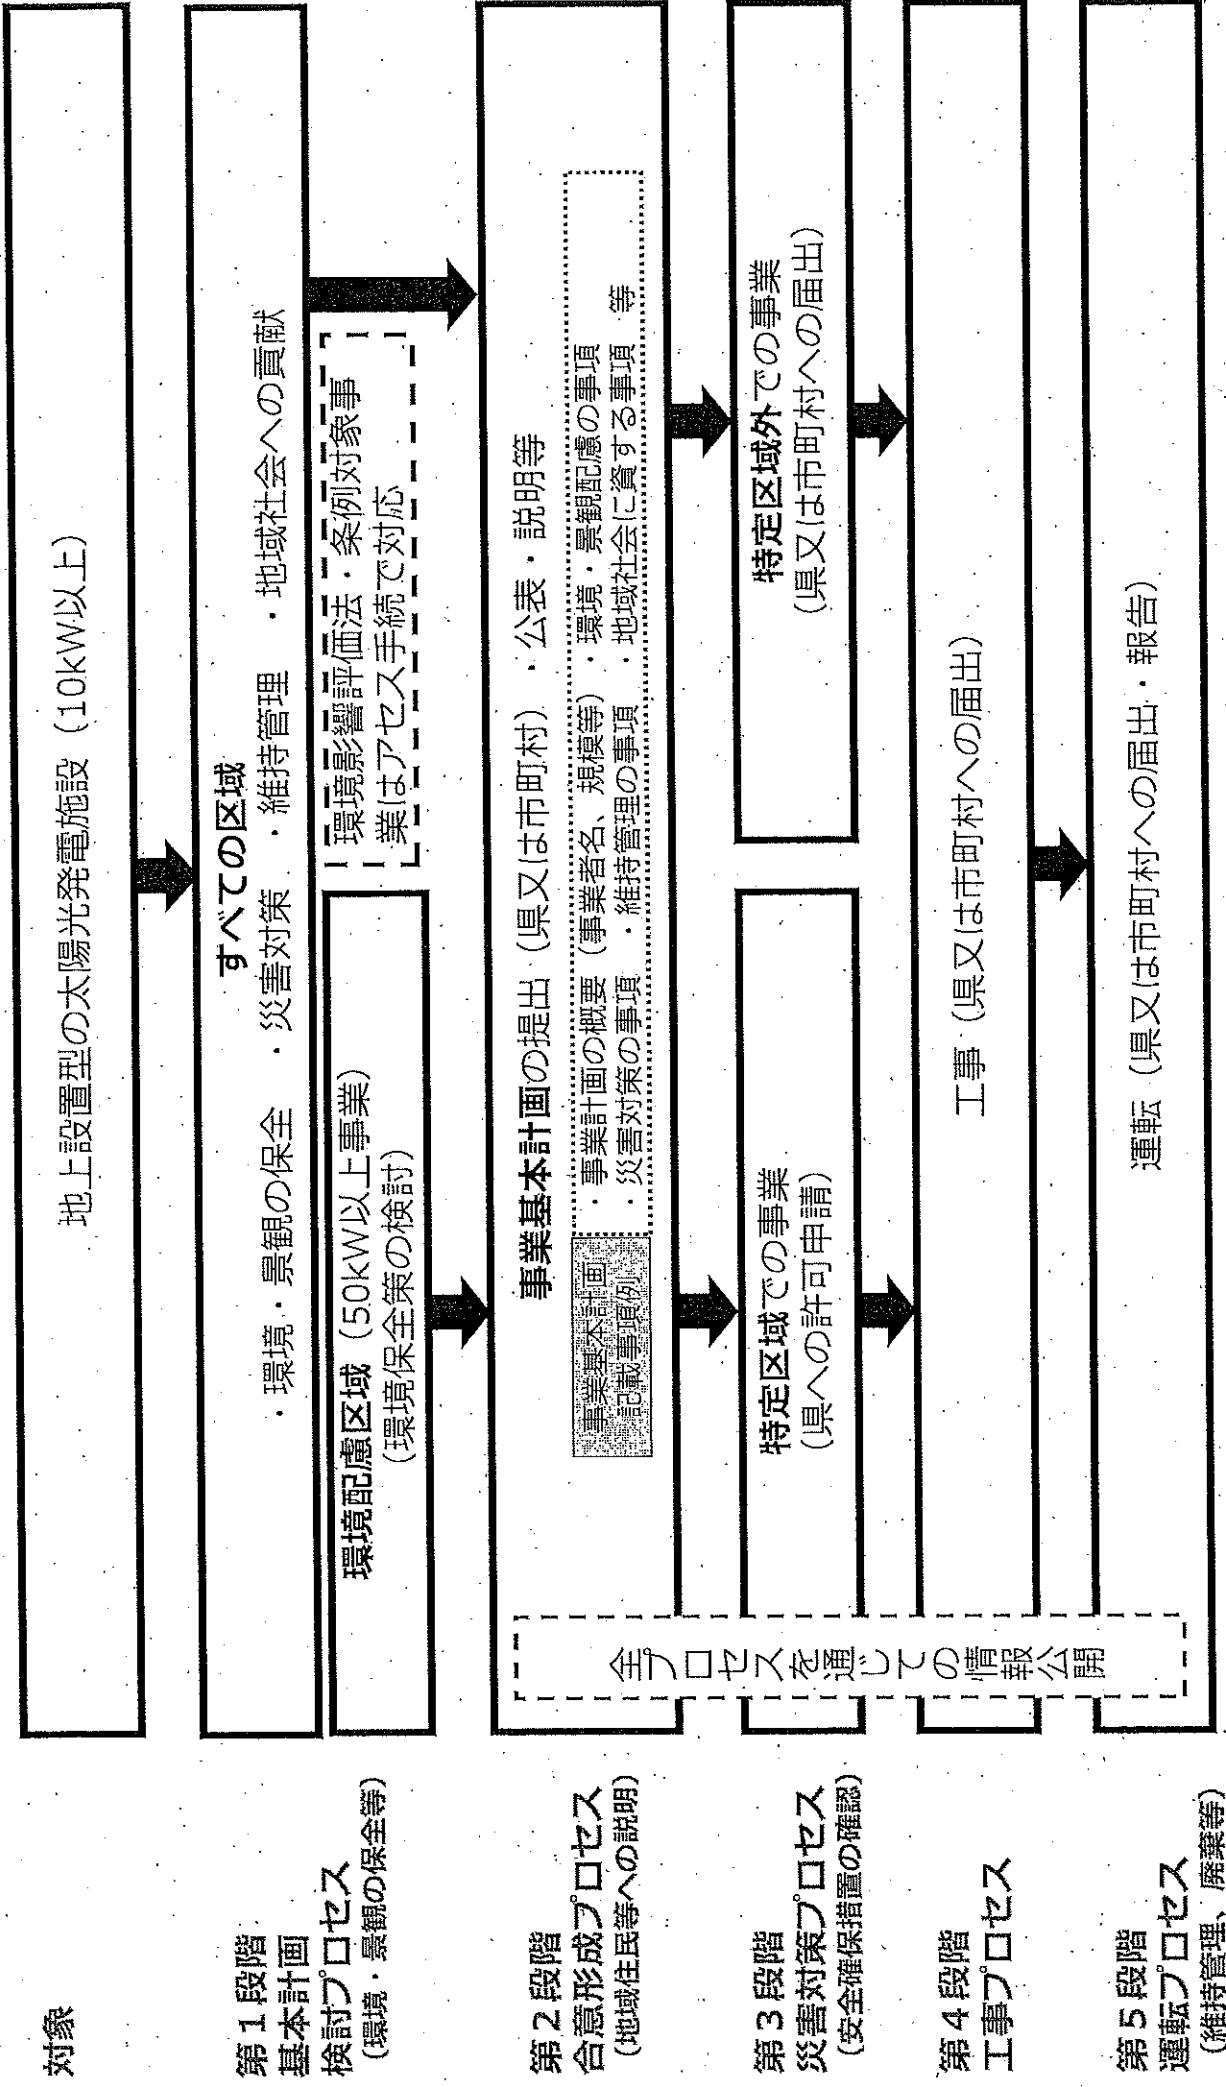 対象
地上設置型の太陽光発電施設（10kW以上）
第１段階
基本計画
検討プロセス
（環境・景観の保全等）
すべての区域
・環境・景観の保全　・災害対策　・維持管理　・地域社会への貢献
環境配慮区域（50kW以上事業）
（環境保全策の検討）
環境影響評価法・条例対象事
業はアセス手続で対応
第２段階
合意形成プロセス
（地域住民等への説明）
事業基本計画の提出（県又は市町村）　・公表・説明等
事業基本計画
記載事項例
・事業計画の概要（事業者名、規模等）・環境・景観配慮の事項
・災害対策の事項　・維持管理の事項　・地域社会に資する事項　等
第３段階
災害対策プロセス
（安全確保措置の確認）
特定区域での事業
（県への許可申請）
特定区域外での事業
（県又は市町村への届出）
第４段階
工事プロセス
工事（県又は市町村への届出）
第５段階
運転プロセス
（維持管理、廃棄等）
運転（県又は市町村への届出・報告）
全プロセスを通じての情報公開